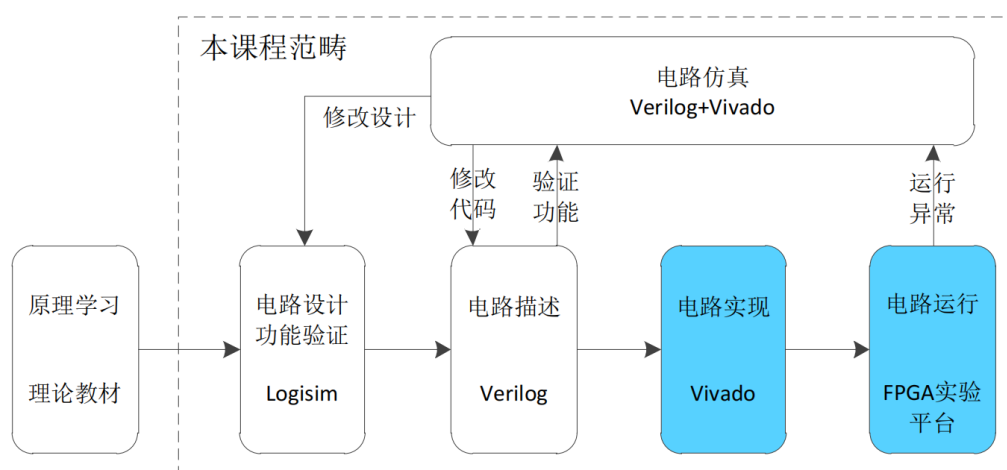 本课程范畴
电路仿真
Verilog+Vivado
修改设计
修改
代码
验证
功能
运行
异常
原理学习
理论教材
电路设计
功能验证
Logisim
电路描述
Verilog
电路实现
Vivado
电路运行
FPGA实验
平台